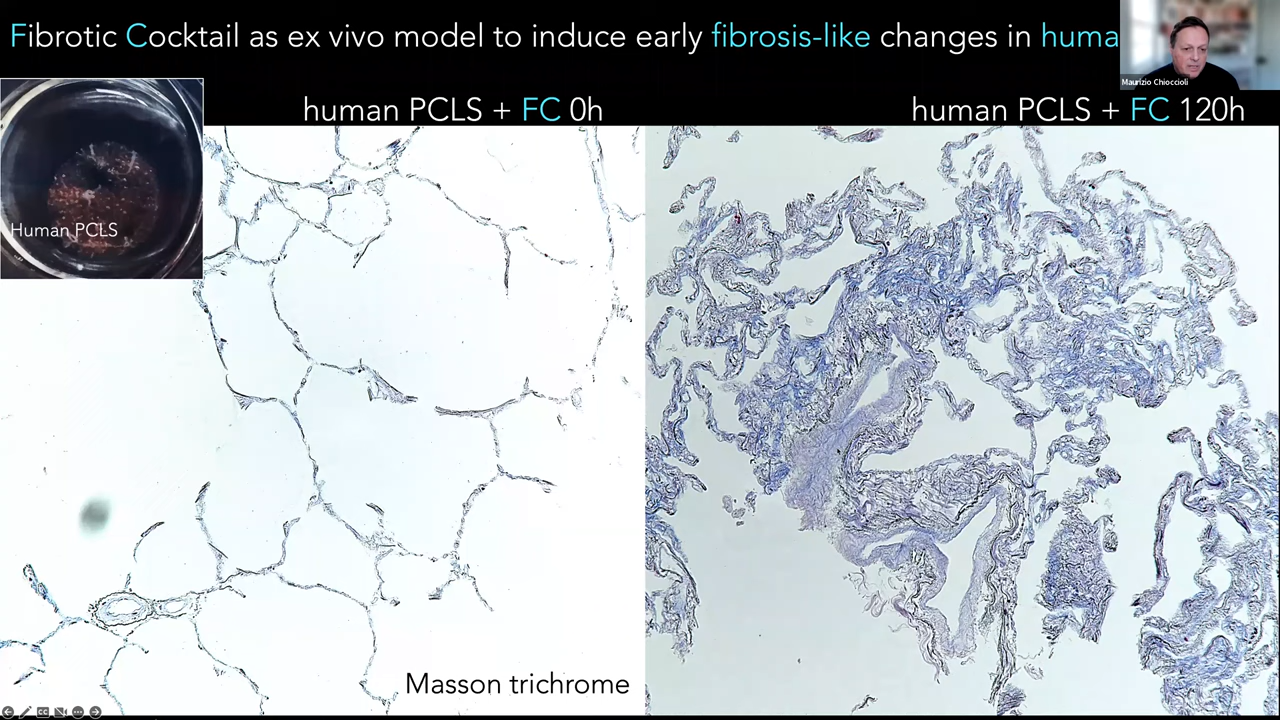 Fibrotic Cocktail as ex vivo model to induce early fibrosis-like changes in huma
Maurizio Chioccioli
human PCLS + FC 0h
human PCLS + FC 120h
Human PCLS
Masson trichrome
CC